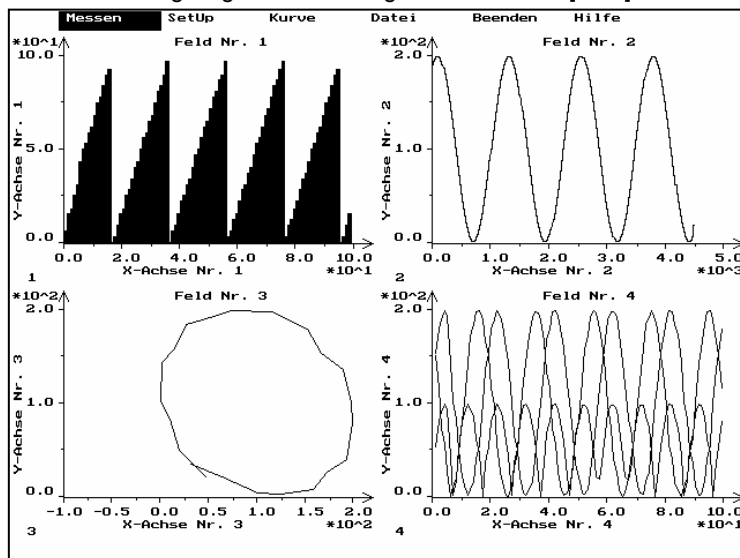 Messen SetUp Kurve Datei Beenden Hilfe
*10^1 Feld Nr. 1
10.0
5.0
0.0
Y-Achse Nr. 1
0.0 2.0 4.0 6.0 8.0 10.0
X-Achse Nr. 1 *10^1
1
*10^2 Feld Nr. 2
2.0
1.0
0.0
Y-Achse Nr. 2
0.0 1.0 2.0 3.0 4.0 5.0
X-Achse Nr. 2 *10^3
2
*10^2 Feld Nr. 3
2.0
1.0
0.0
Y-Achse Nr. 3
-1.0 -0.5 0.0 0.5 1.0 1.5 2.0
X-Achse Nr. 3 *10^2
3
*10^2 Feld Nr. 4
2.0
1.0
0.0
Y-Achse Nr. 4
0.0 2.0 4.0 6.0 8.0 10.0
X-Achse Nr. 4 *10^1
4